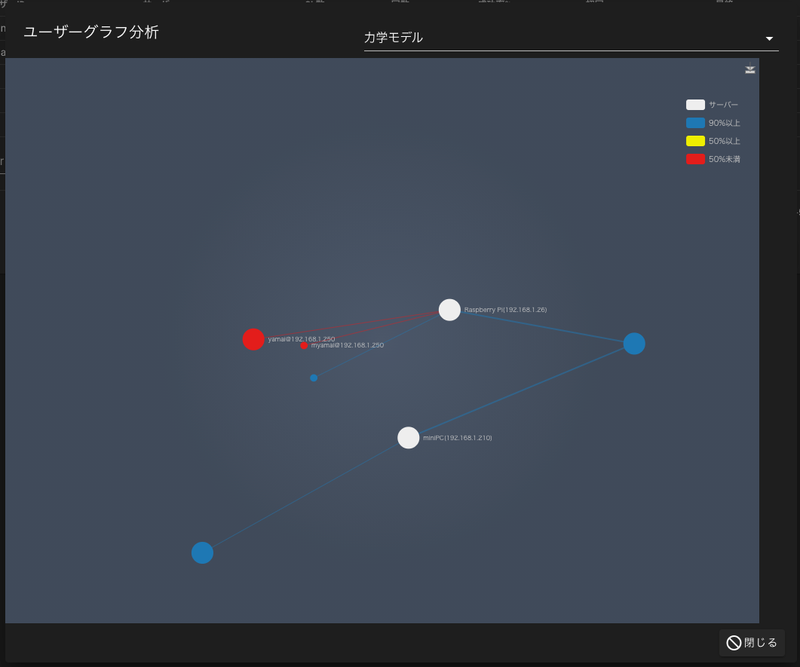 ユーザーグラフ分析
力学モデル
サーバー
90%以上
50%以上
50%未満
Raspberry Pi(192.168.1.26)
yamai@192.168.1.250
myamai@192.168.1.250
miniPC(192.168.1.210)
閉じる